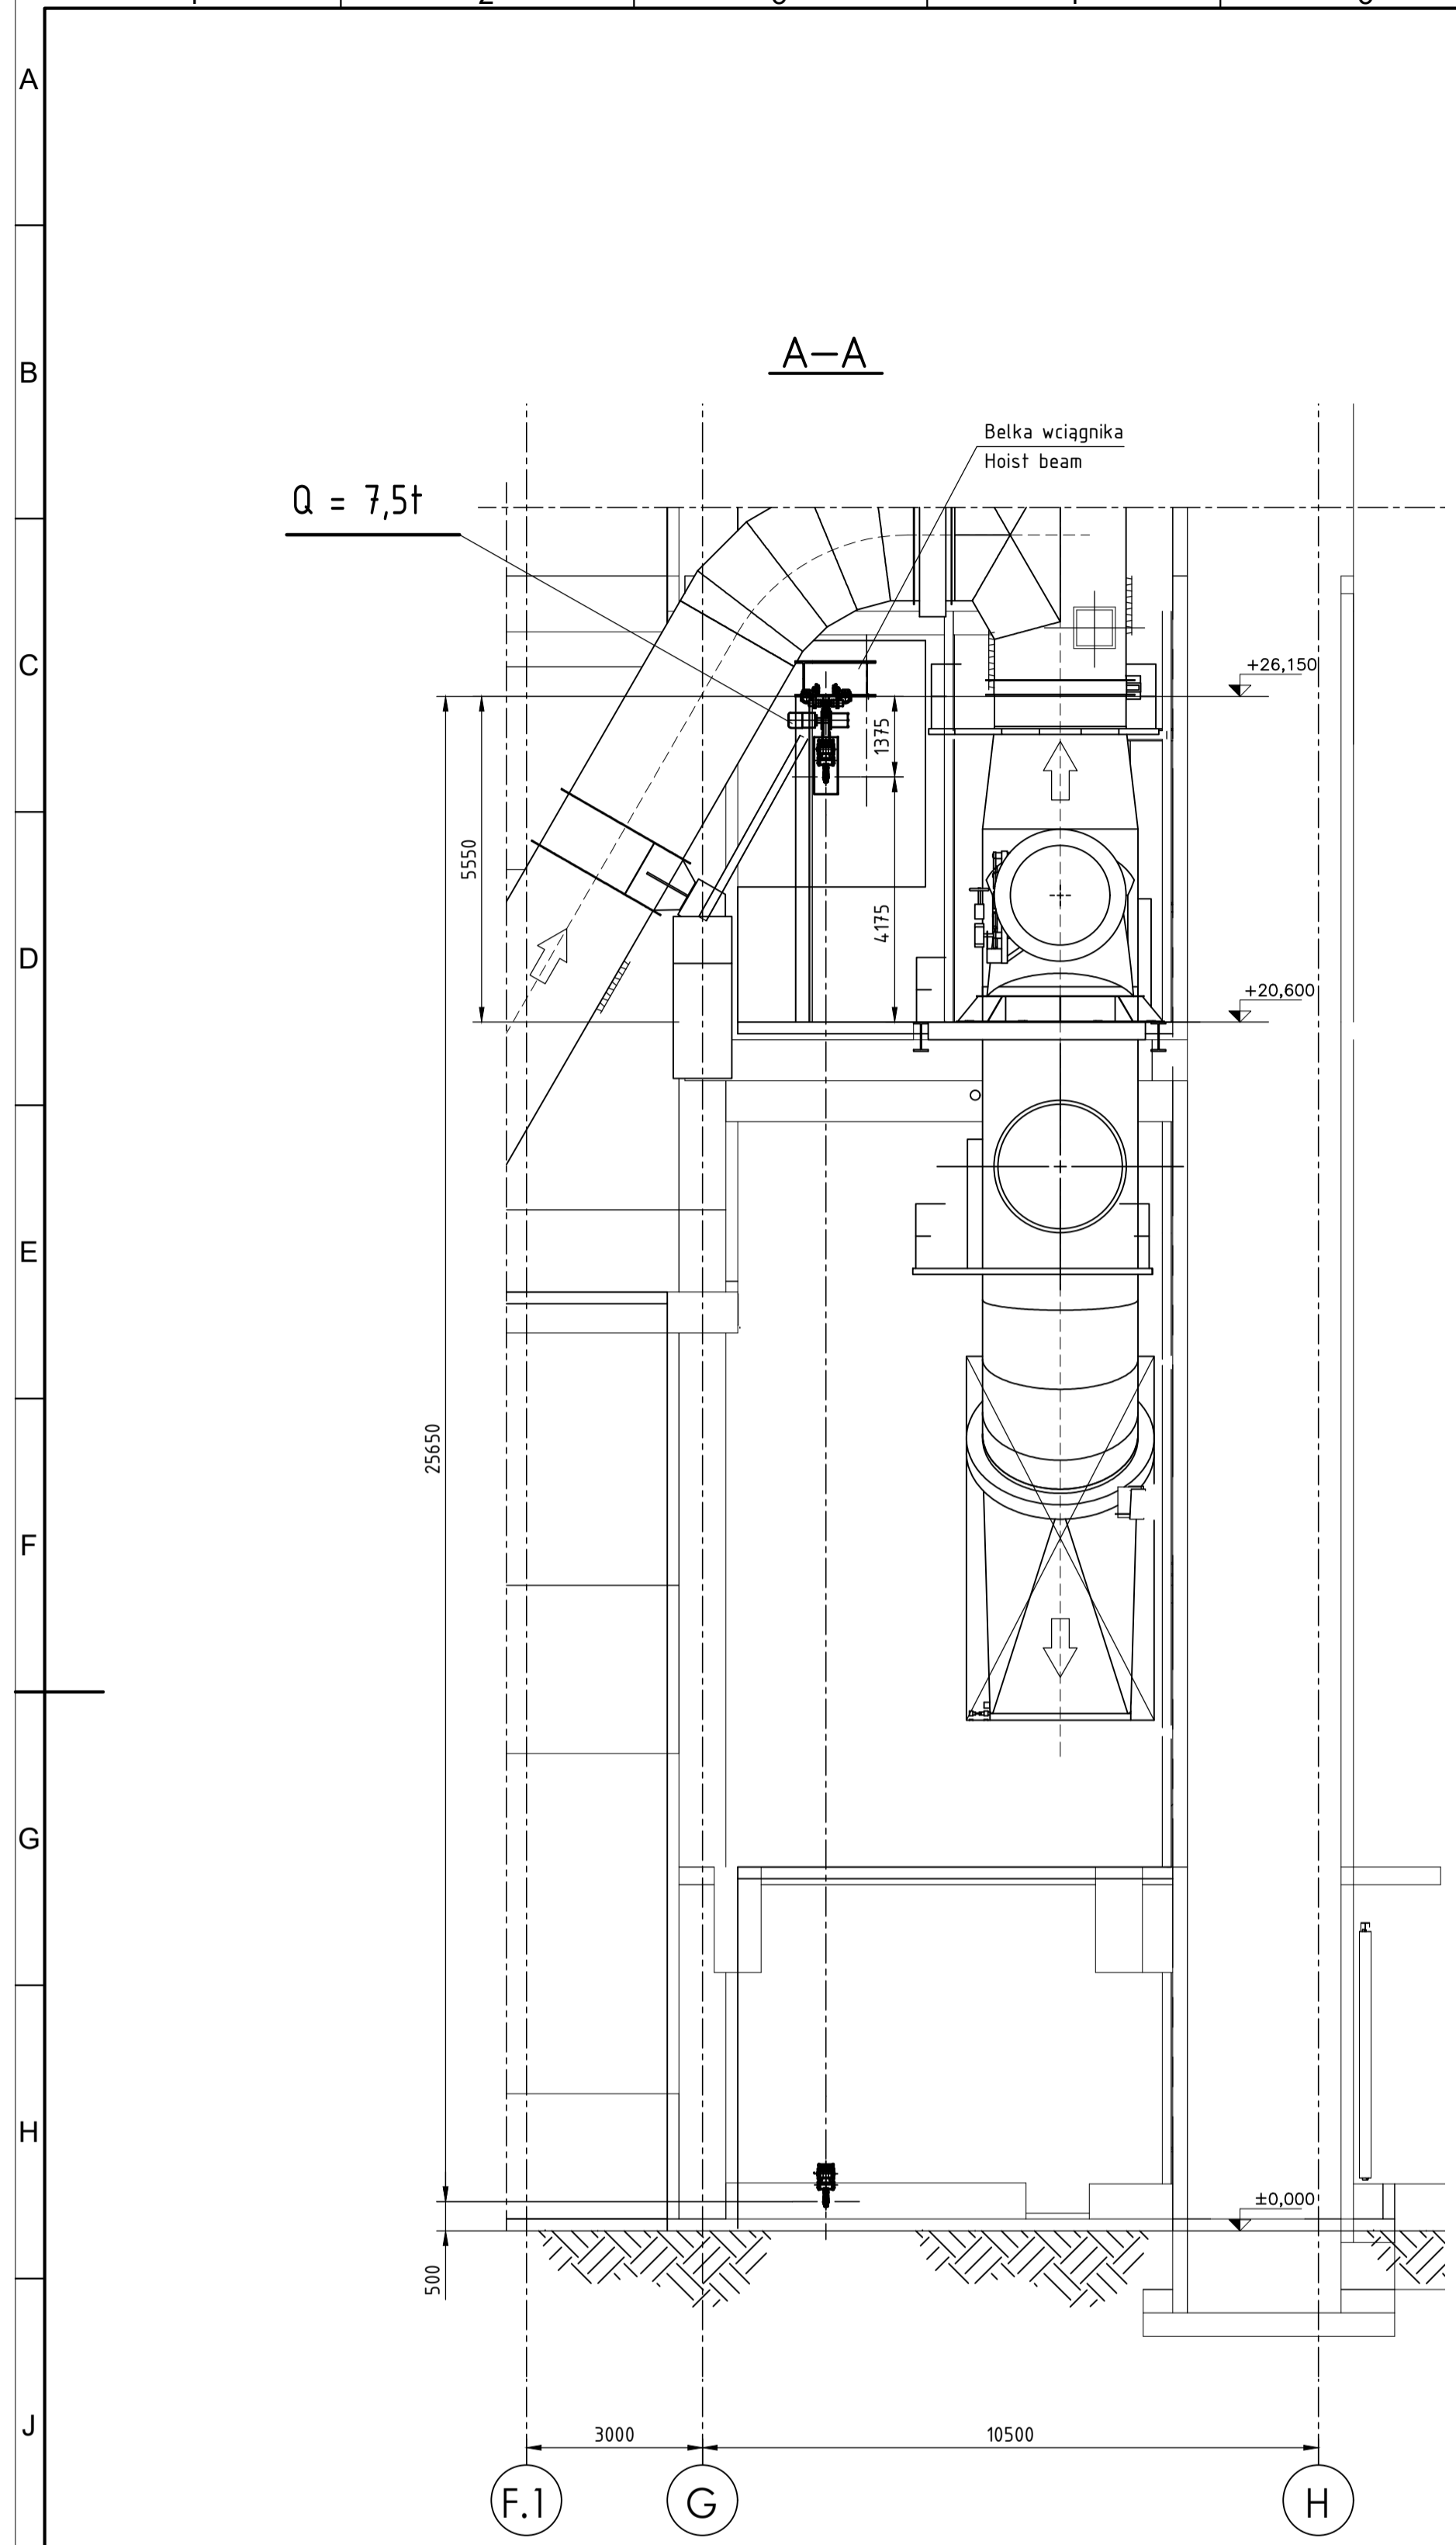 A
B
A–A
Belka wciągnika
Hoist beam
Q = 7,5t
C
+26,150
1375
5550
4175
D
+20,600
E
25650
F
G
H
±0,000
500
J
3000
10500
F.1
G
H